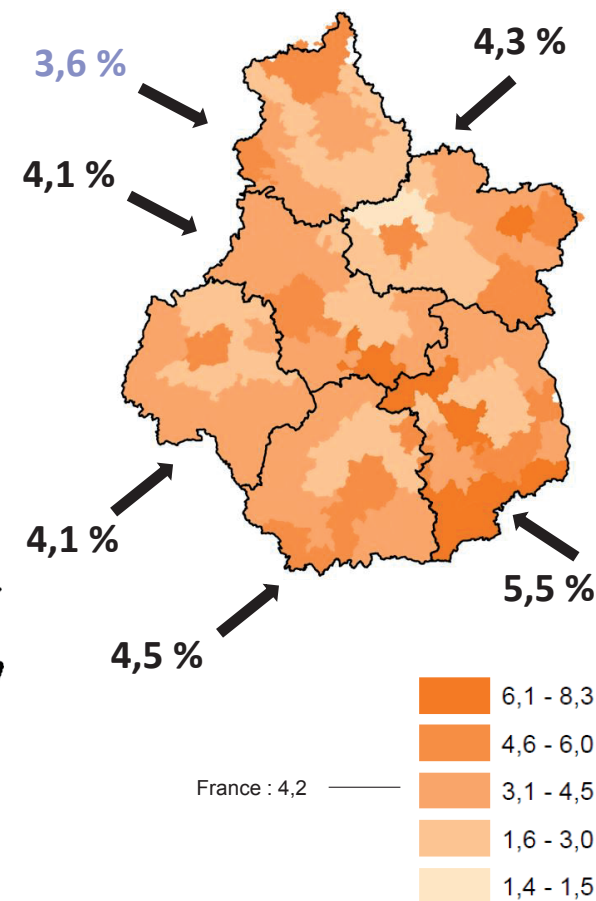 4,3 %
3,6 %
4,1 %
4,1 %
5,5 %
4,5 %
6,1 - 8,3
4,6 - 6,0
France : 4,2
3,1 - 4,5
1,6 - 3,0
1,4 - 1,5